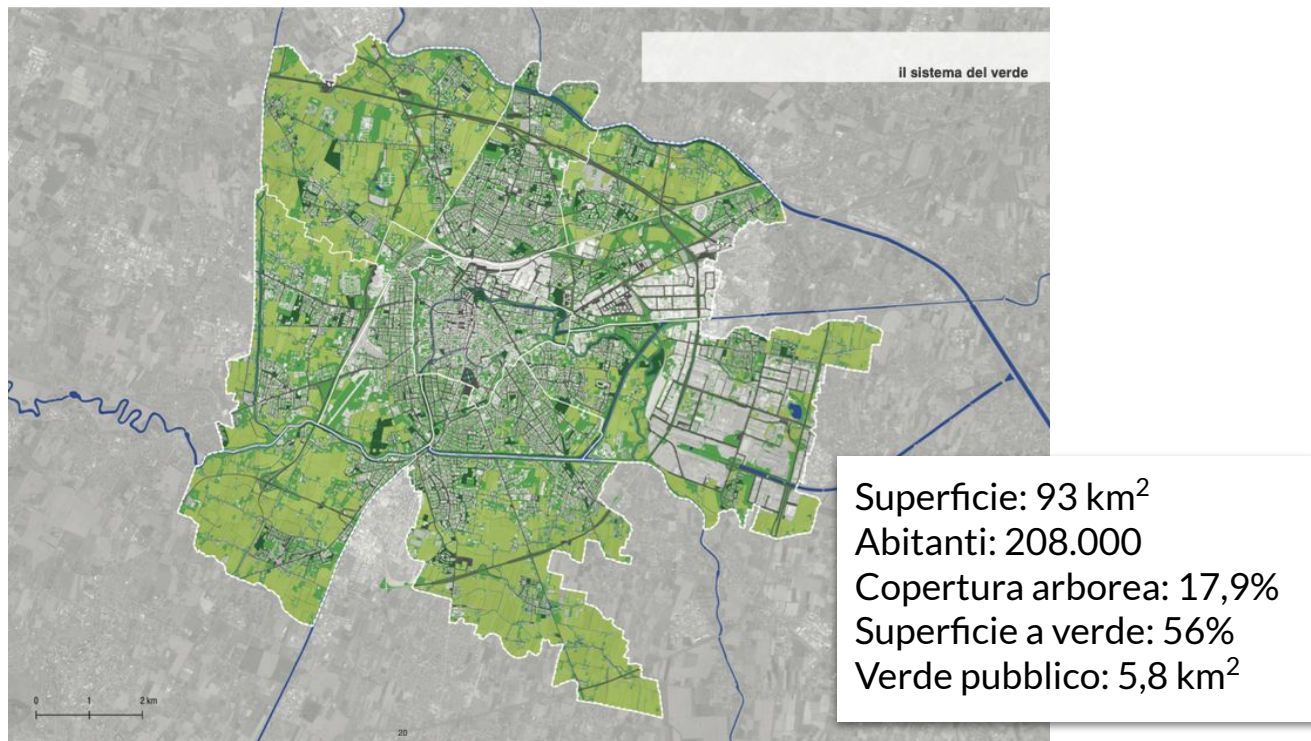 il sistema del verde
Superficie: 93 km²
Abitanti: 208.000
Copertura arborea: 17,9%
Superficie a verde: 56%
Verde pubblico: 5,8 km²
0 1 2 km
20